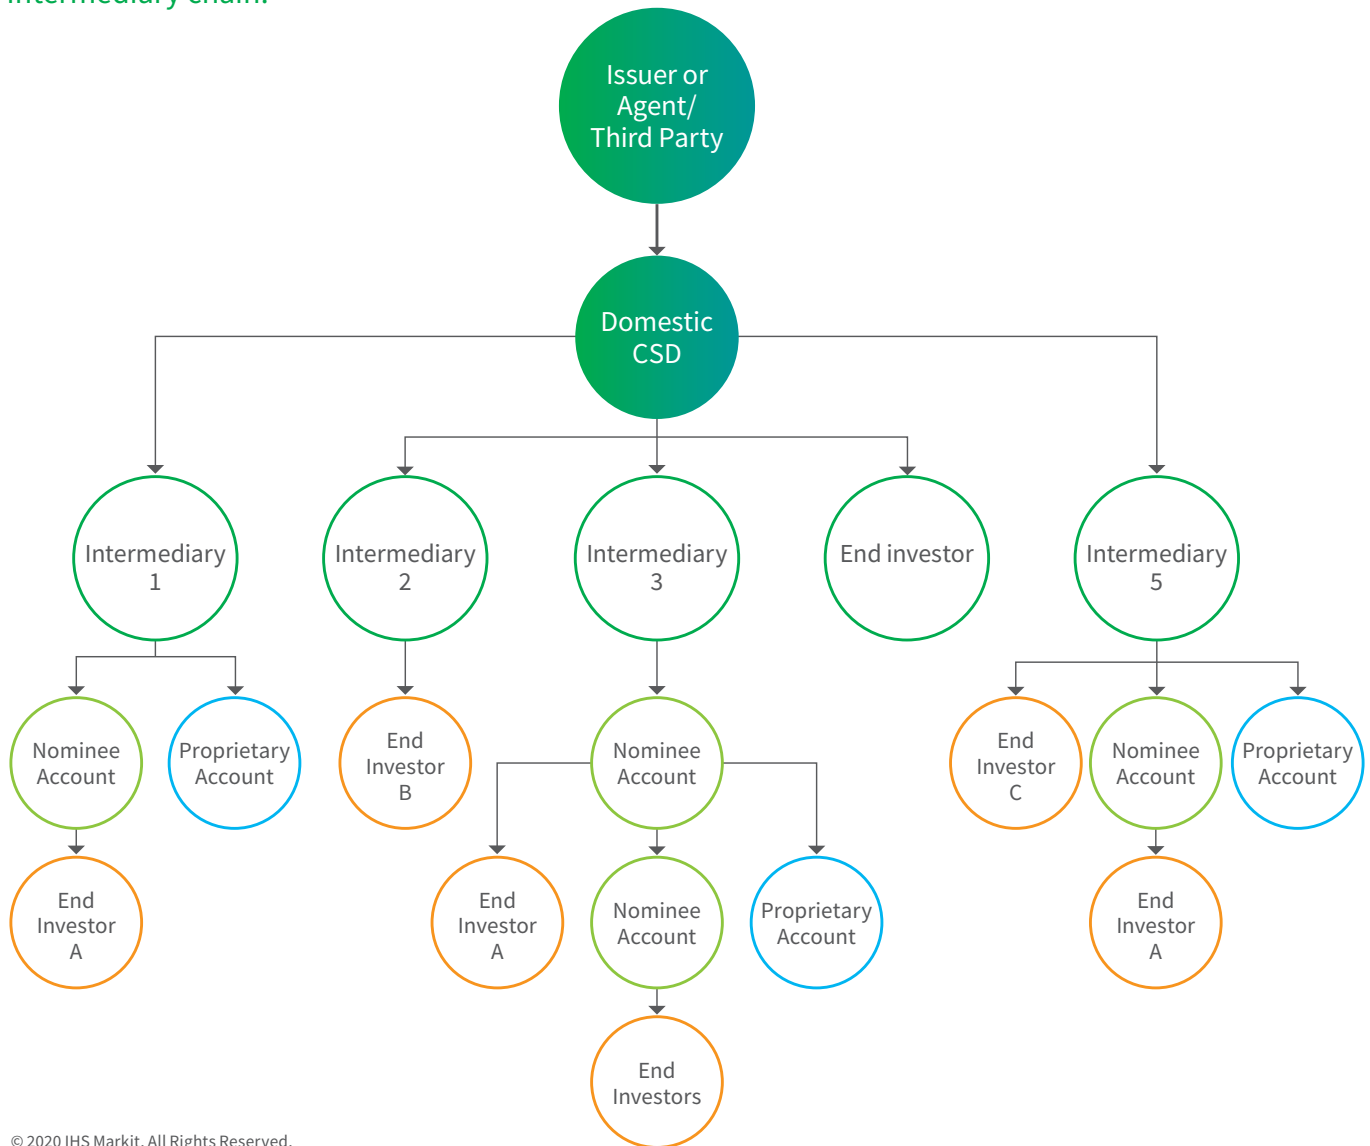 intermediary chain.
Issuer or
Agent/
Third Party
Domestic
CSD
Intermediary
1
Intermediary
2
Intermediary
3
End investor
Intermediary
5
Nominee
Account
Proprietary
Account
End
Investor
B
Nominee
Account
End
Investor
C
Nominee
Account
Proprietary
Account
End
Investor
A
End
Investor
A
Nominee
Account
Proprietary
Account
End
Investor
A
End
Investors
© 2020 IHS Markit. All Rights Reserved.